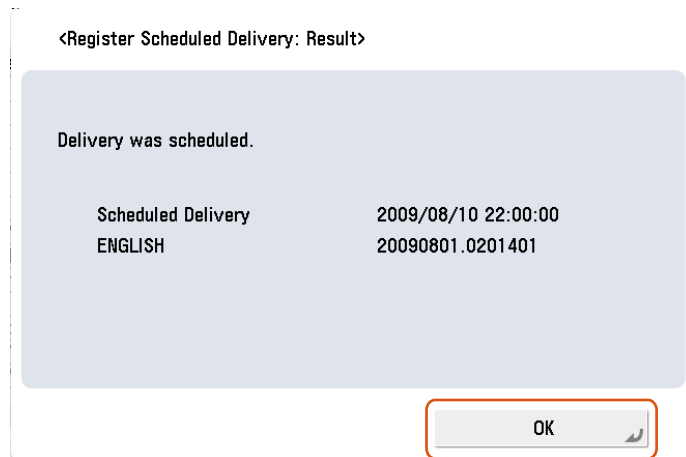 <Register Scheduled Delivery: Result>
Delivery was scheduled.
Scheduled Delivery 2009/08/10 22:00:00
ENGLISH 20090801.0201401
OK